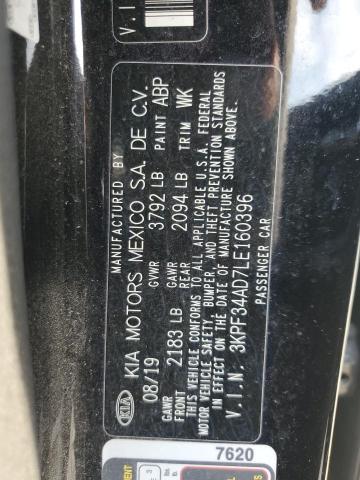 MANUFACTURED BY
KIA KIA MOTORS MEXICO S.A. DE C.V.
08/19 GVWR 3792 LB PAINT ABP
GAWR FRONT 2183 LB GAWR REAR 2094 LB TRIM WK
THIS VEHICLE CONFORMS TO ALL APPLICABLE U.S.A. FEDERAL
MOTOR VEHICLE SAFETY, BUMPER, AND THEFT PREVENTION STANDARDS
IN EFFECT ON THE DATE OF MANUFACTURE SHOWN ABOVE.
V.I.N. 3KPF34AD7LE160396
PASSENGER CAR
V.I
7620